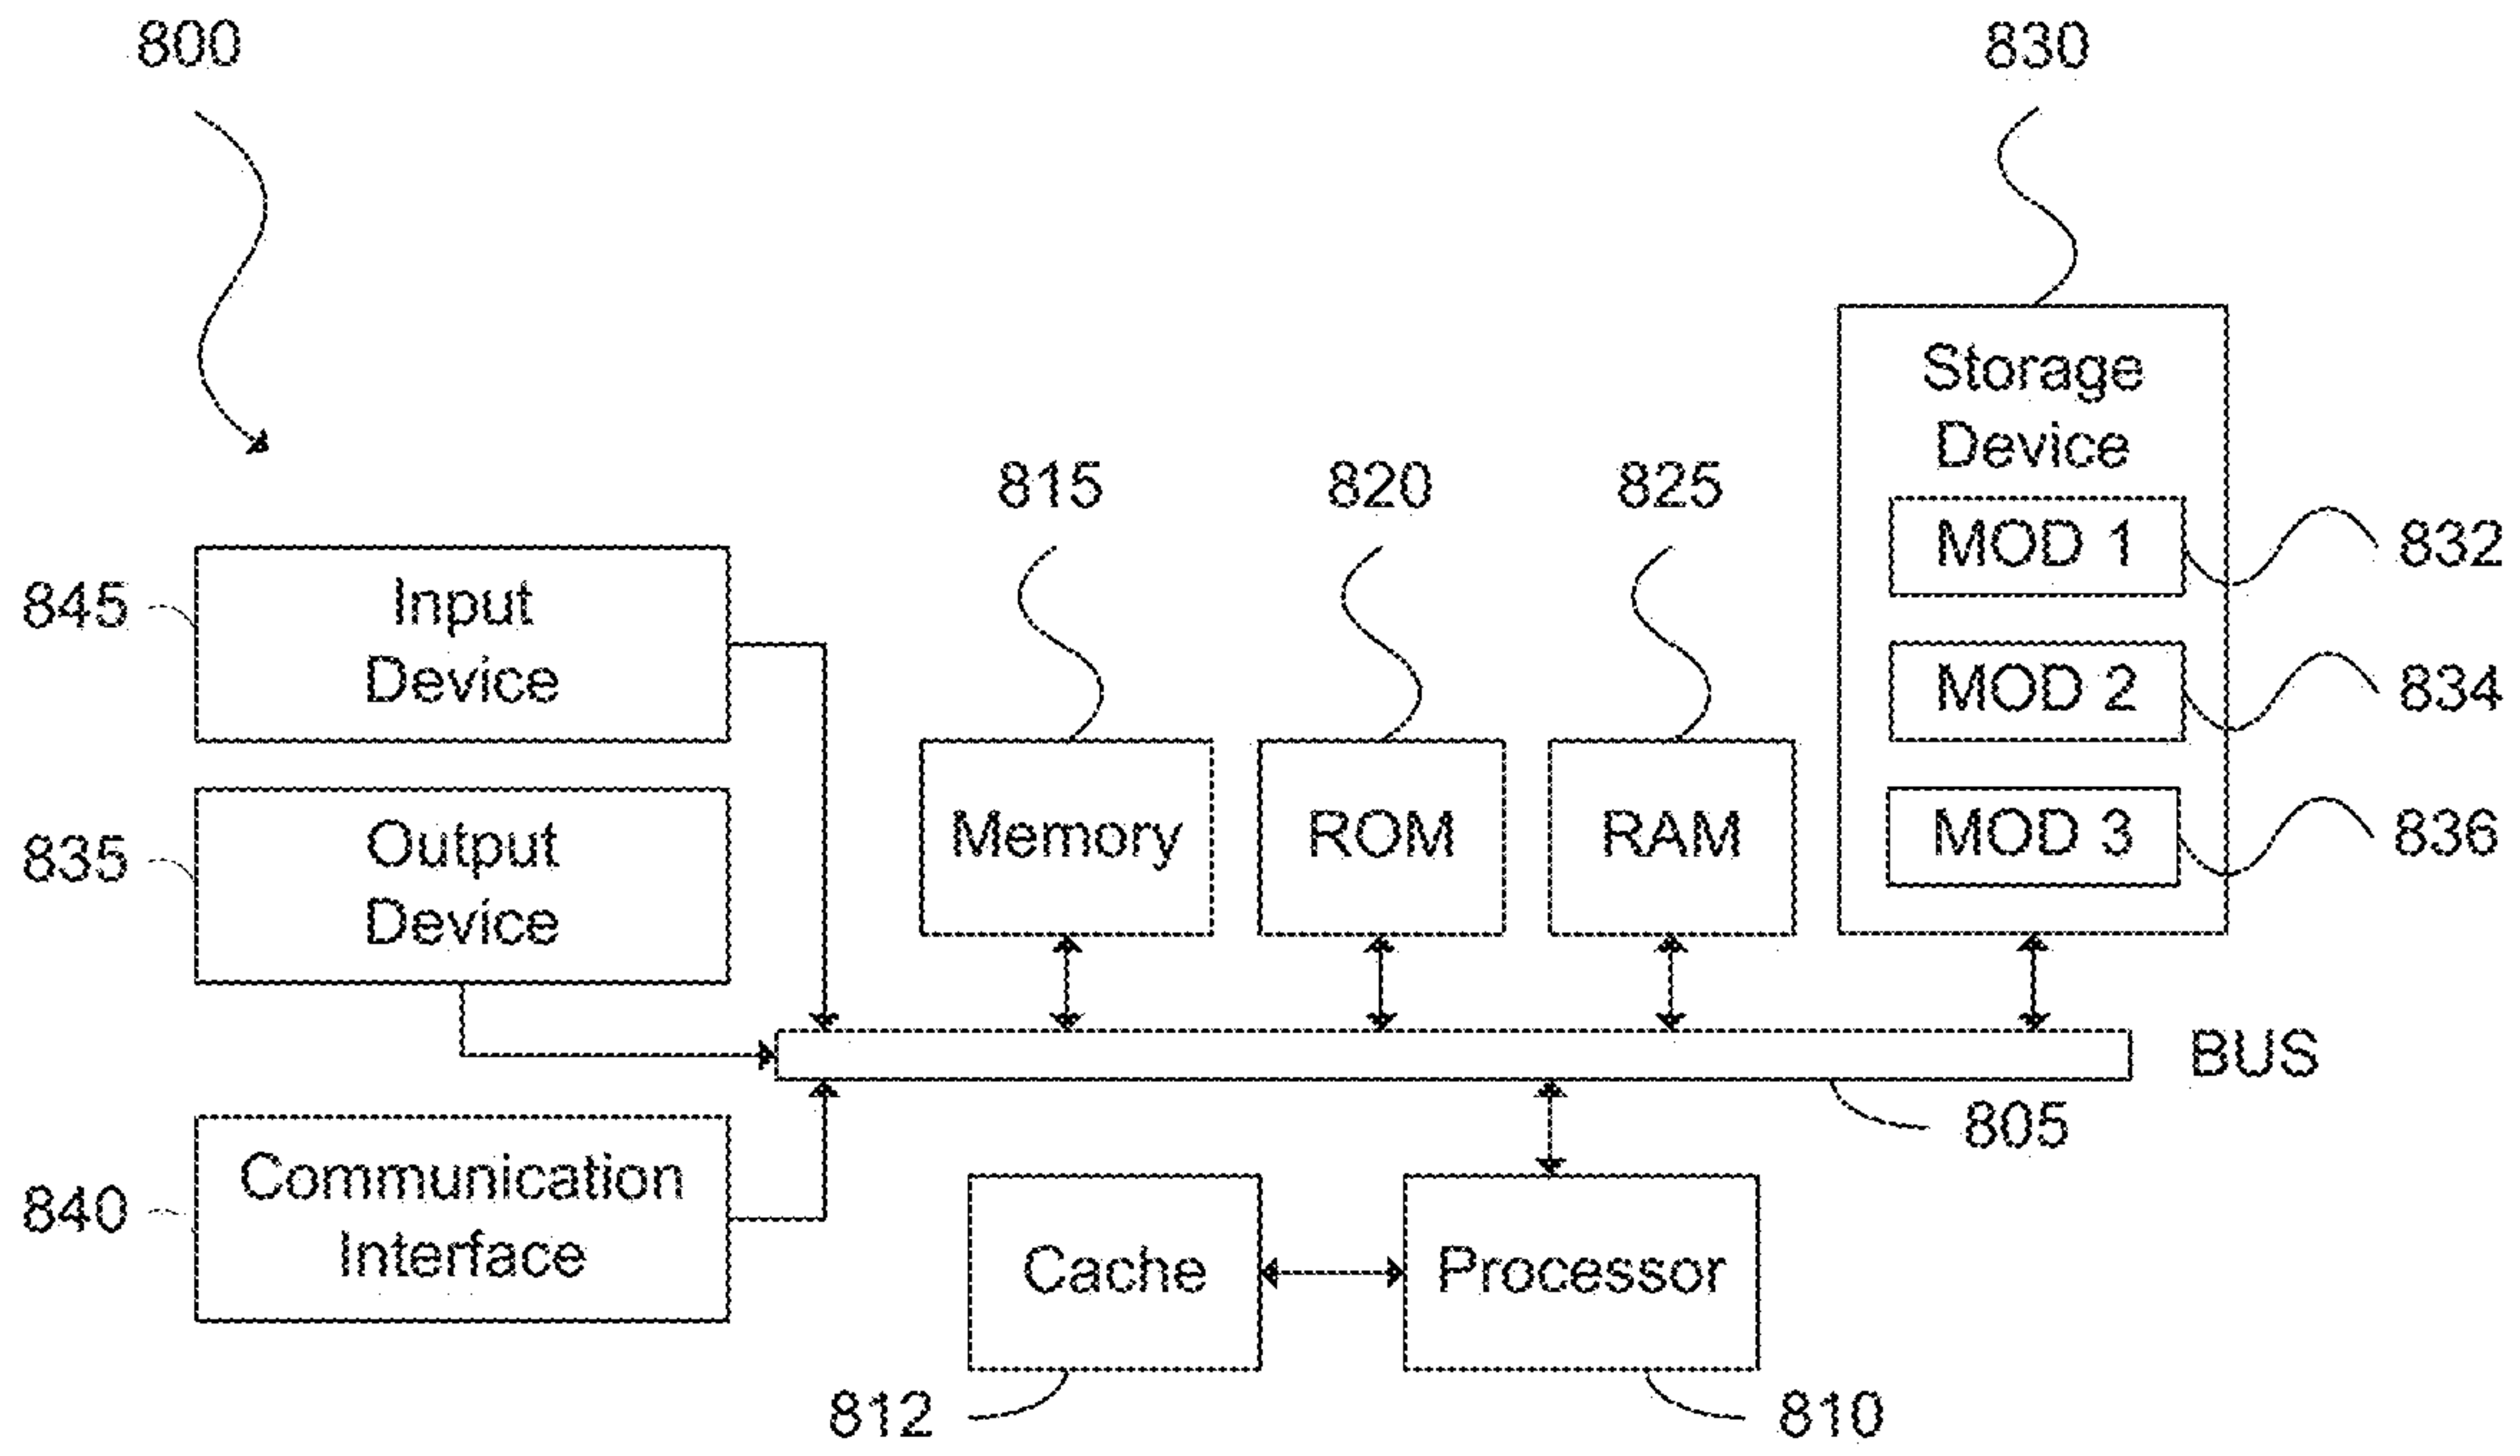 800
830
Storage
Device
815
820
825
MOD 1
832
845
Input
Device
MOD 2
834
Memory
ROM
RAM
MOD 3
836
835
Output
Device
BUS
805
840
Communication
Interface
Cache
Processor
812
810